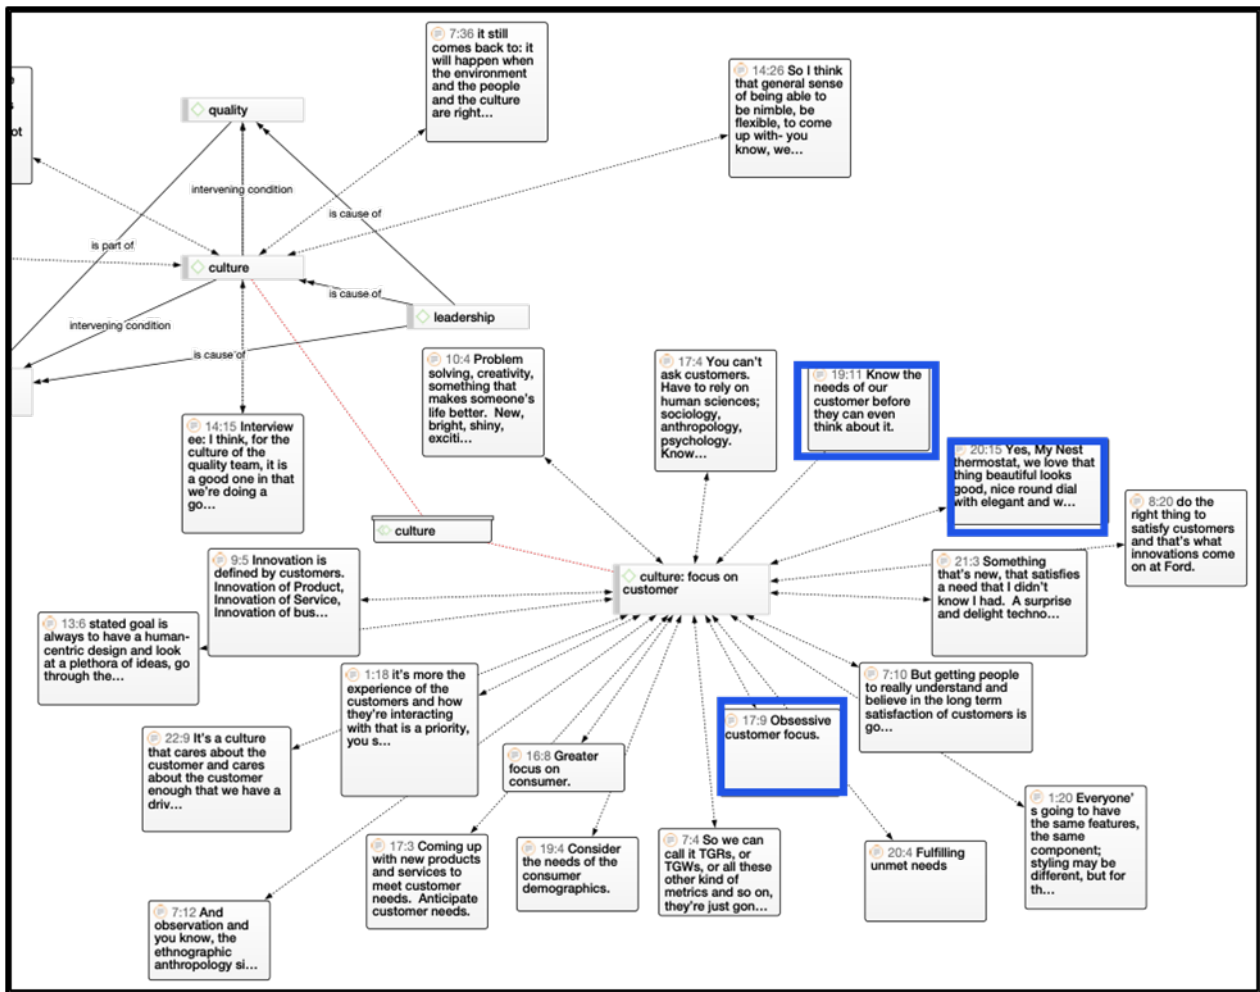 ot
quality
7:36 it still
comes back to: it
will happen when
the environment
and the people
and the culture
are right...
14:26 So I think
that general sense
of being able to
be nimble, be
flexible, to come
up with- you
know, we...
intervening condition
is cause of
is part of
culture
is cause of
leadership
intervening condition
is cause of
10:4 Problem
solving, creativity,
something that
makes someone's
life better. New,
bright, shiny,
exciti...
17:4 You can't
ask customers.
Have to rely on
human sciences;
sociology,
anthropology,
psychology.
Know...
19:11 Know the
needs of our
customer before
they can even
think about it.
14:15 Interview
ee: I think, for the
culture of the
quality team, it is
a good one in that
we're doing a
go...
20:15 Yes, My Nest
thermostat, we love that
thing beautiful looks
good, nice round dial
with elegant and w...
8:20 do the
right thing to
satisfy customers
and that's what
innovations come
on at Ford.
culture
culture: focus on
customer
9:5 Innovation is
defined by customers.
Innovation of Product,
Innovation of Service,
Innovation of bus...
21:3 Something
that's new, that satisfies
a need that I didn't
know I had. A surprise
and delight techno...
13:6 stated goal is
always to have a human-
centric design and look
at a plethora of ideas, go
through the...
1:18 it's more the
experience of the
customers and how
they're interacting
with that is a priority,
you s...
7:10 But getting people
to really understand and
believe in the long term
satisfaction of customers is
go...
17:9 Obsessive
customer focus.
22:9 It's a culture
that cares about the
customer and cares
about the customer
enough that we have a
driv...
16:8 Greater
focus on
consumer.
1:20 Everyone'
s going to have
the same features,
the same
component;
styling may be
different, but for
th...
17:3 Coming up
with new products
and services to
meet customer
needs. Anticipate
customer needs.
19:4 Consider
the needs of the
consumer
demographics.
7:4 So we can
call it TGRs, or
TGWs, or all these
other kind of
metrics and so on,
they're just gon...
20:4 Fulfilling
unmet needs
7:12 And
observation and
you know, the
ethnographic
anthropology si...